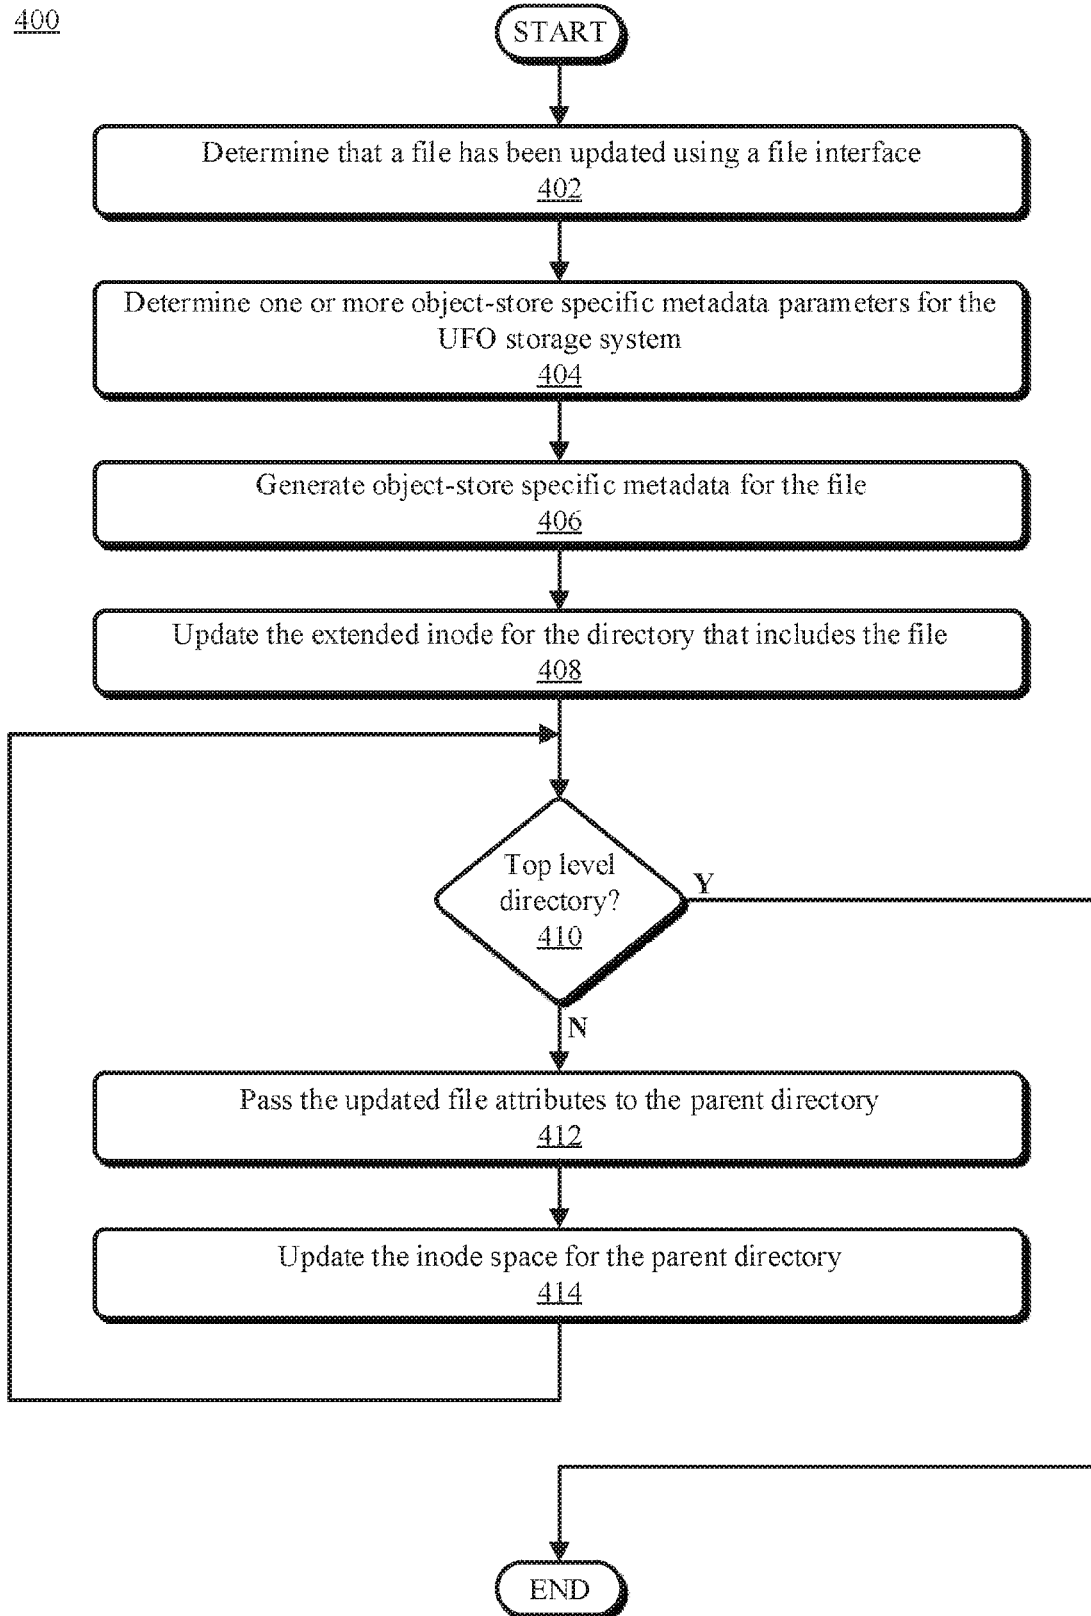 400
START
Determine that a file has been updated using a file interface
402
Determine one or more object-store specific metadata parameters for the
UFO storage system
404
Generate object-store specific metadata for the file
406
Update the extended inode for the directory that includes the file
408
Top level
directory?
410
Y
N
Pass the updated file attributes to the parent directory
412
Update the inode space for the parent directory
414
END